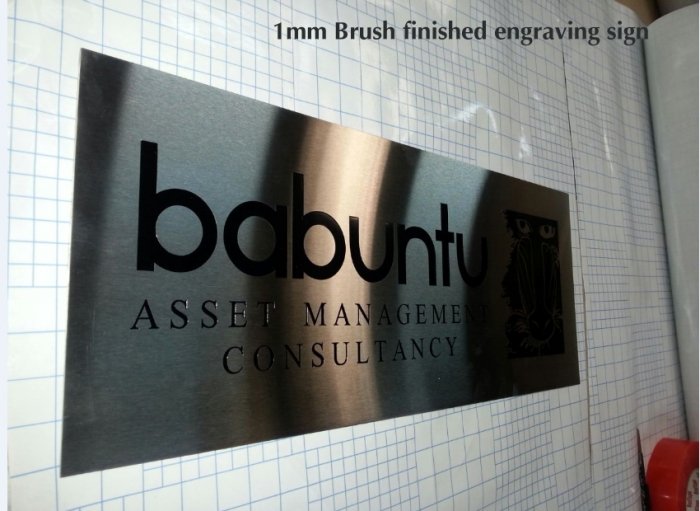 1mm Brush finished engraving sign
babuntu
ASSET MANAGEMENT
CONSULTANCY